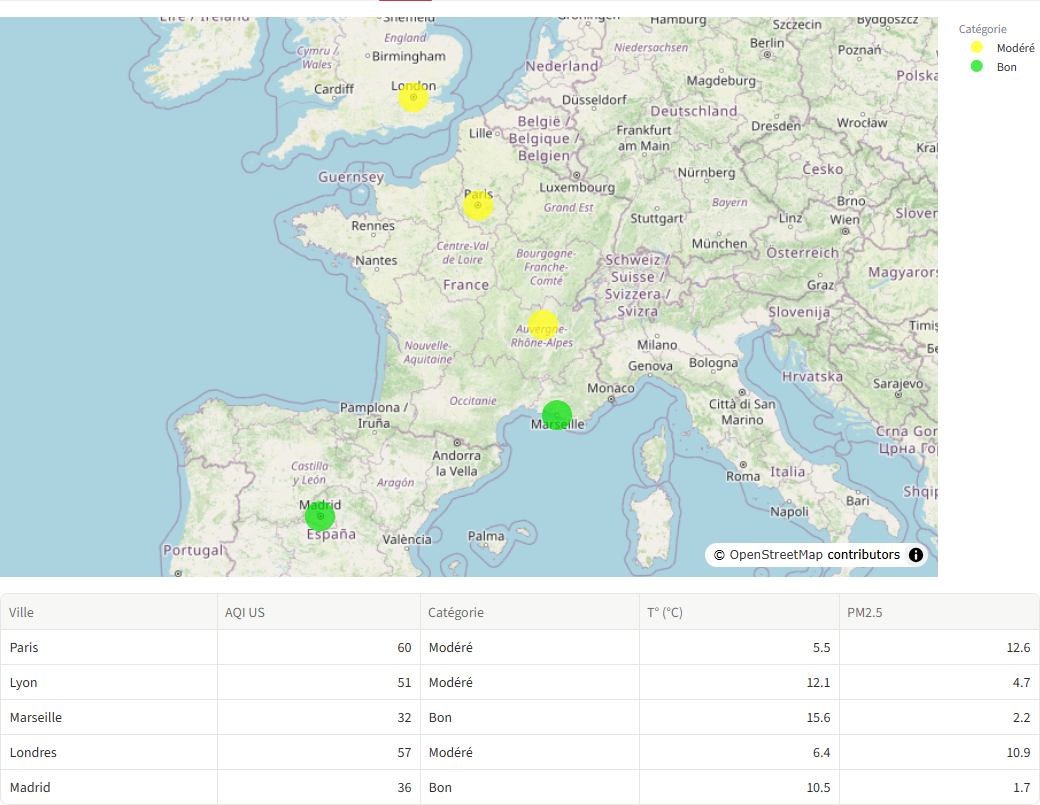 Sheffield
Hamburg
Szczecin
Bydgoszcz
England
Niedersachsen
Berlin
Poznań
Cymru /
Wales
Birmingham
Nederland
Magdeburg
Polska
Cardiff
London
Düsseldorf
Deutschland
Lille
België /
Belgique /
Belgien
Frankfurt
am Main
Dresden
Wrocław
Guernsey
Luxembourg
Nürnberg
Česko
Paris
Grand Est
Stuttgart
Bayern
Linz
Brno
Wien
Rennes
München
Österreich
Nantes
Centre-Val
de Loire
Bourgogne-
Franche-
Comté
Schweiz /
Suisse /
Svizzera /
Svizra
Graz
France
Slovenija
Auvergne-
Rhône-Alpes
Nouvelle-
Aquitaine
Milano
Genova
Bologna
Hrvatska
Sarajevo
Occitanie
Monaco
Pamplona /
Iruña
Marseille
Città di San
Marino
Andorra
la Vella
Castilla
y León
Aragón
Roma
Italia
Madrid
España
Napoli
Bari
Portugal
València
Palma
© OpenStreetMap contributors
Catégorie
Modéré
Bon
Ville AQI US Catégorie T° (°C) PM2.5
Paris 60 Modéré 5.5 12.6
Lyon 51 Modéré 12.1 4.7
Marseille 32 Bon 15.6 2.2
Londres 57 Modéré 6.4 10.9
Madrid 36 Bon 10.5 1.7